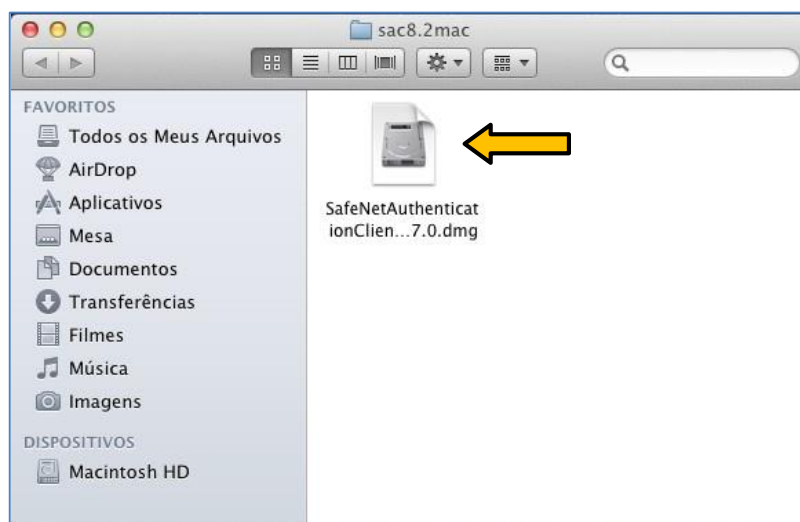 sac8.2mac
FAVORITOS
Todos os Meus Arquivos
AirDrop
Aplicativos
Mesa
Documentos
Transferências
Filmes
Música
Imagens
DISPOSITIVOS
Macintosh HD
SafeNetAuthenticat
ionClien...7.0.dmg